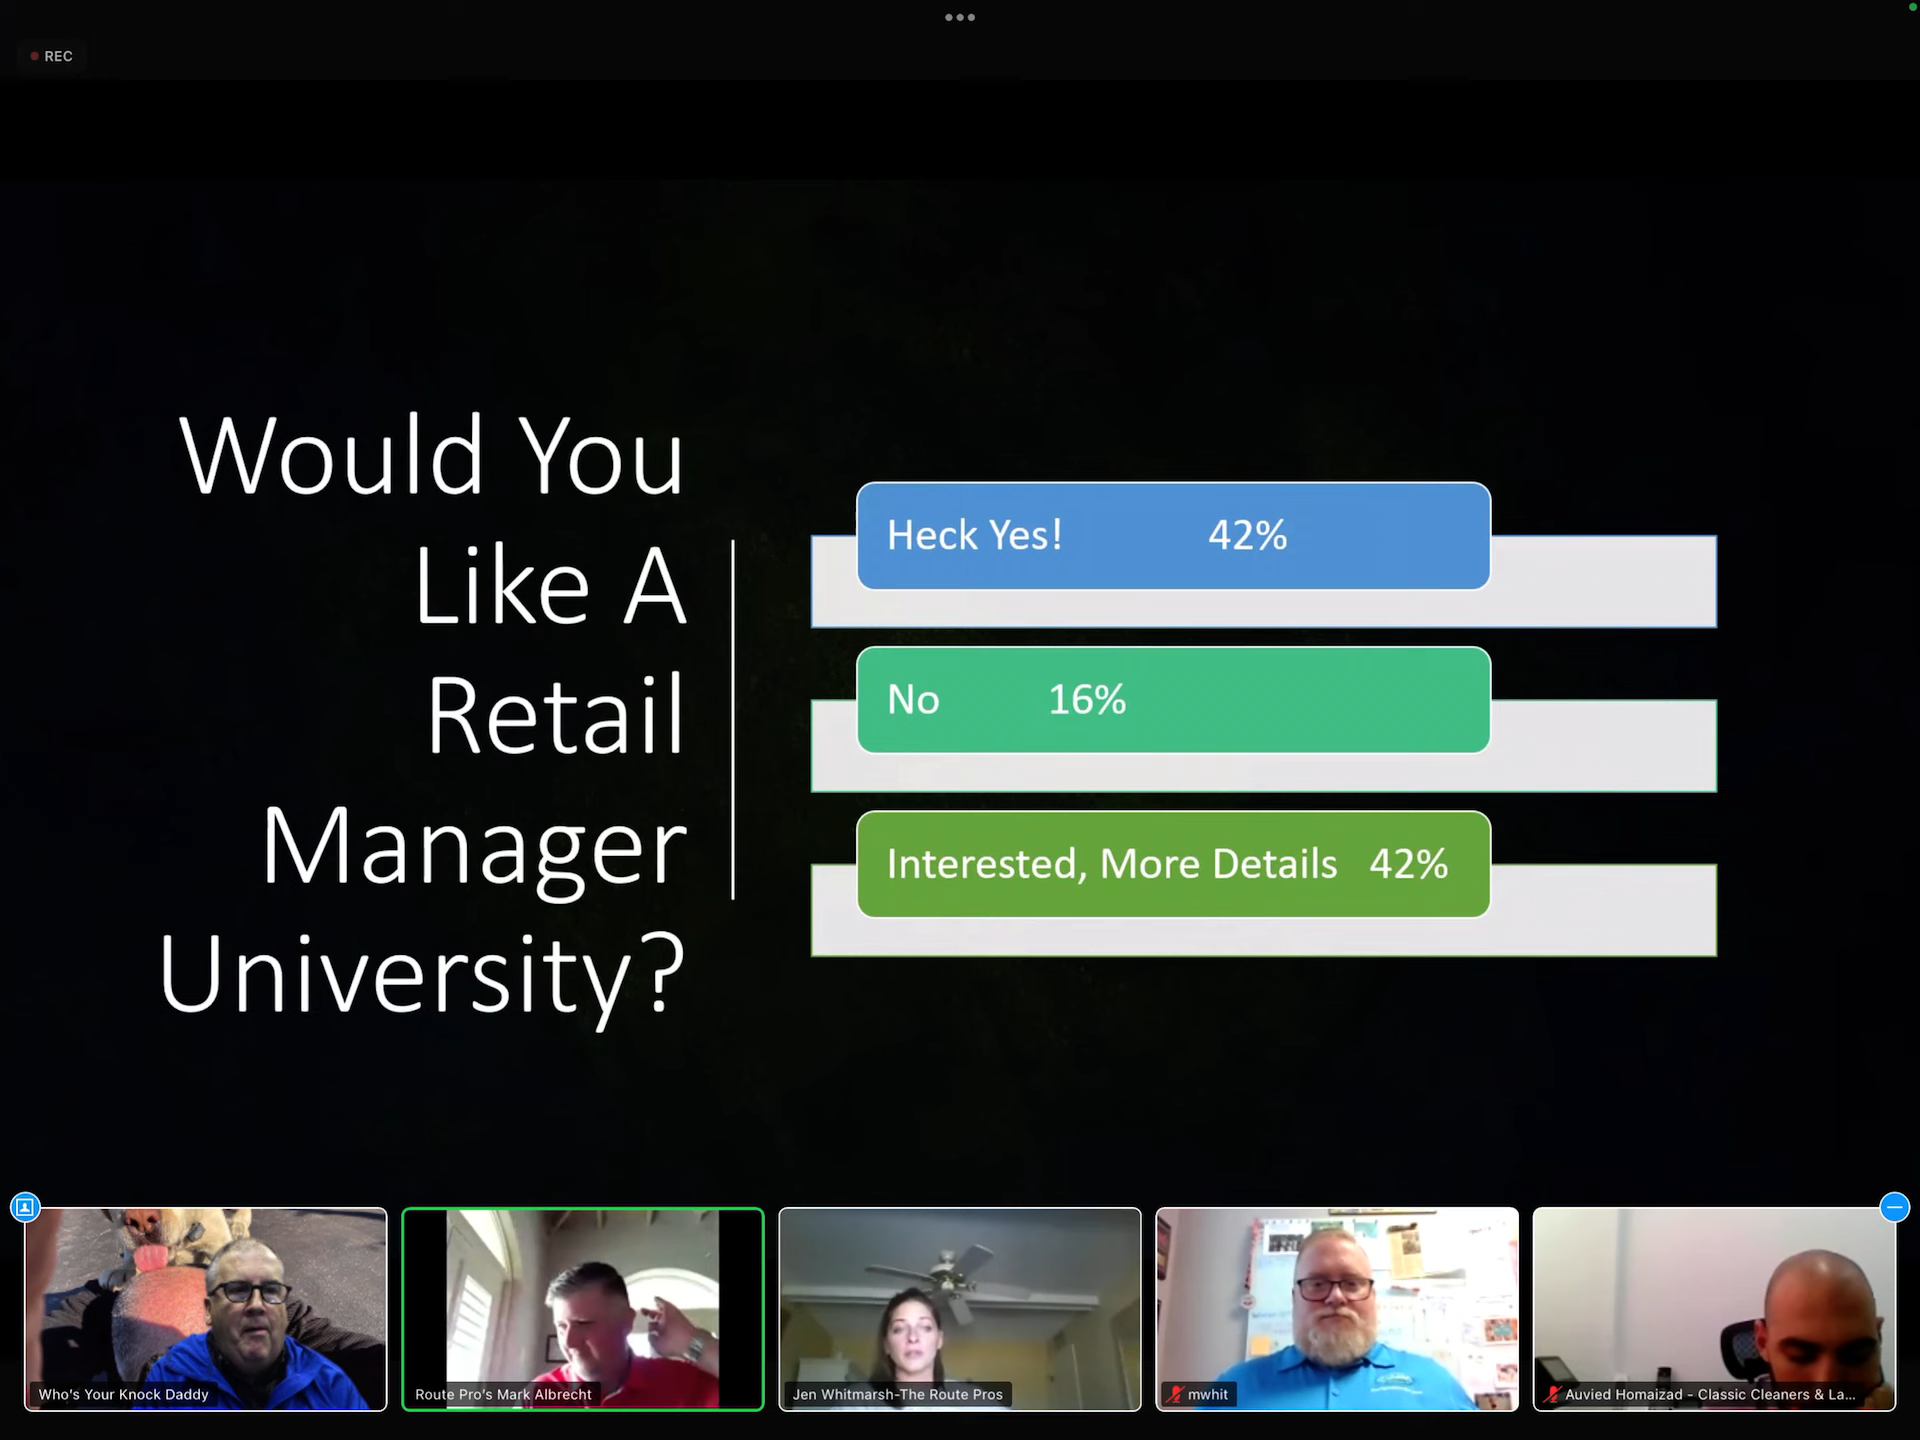 REC
Would You
Like A
Retail
Manager
University?
Heck Yes! 42%
No 16%
Interested, More Details 42%
Who's Your Knock Daddy
Route Pro's Mark Albrecht
Jen Whitmarsh-The Route Pros
mwhit
Auvied Homaizad - Classic Cleaners & La...